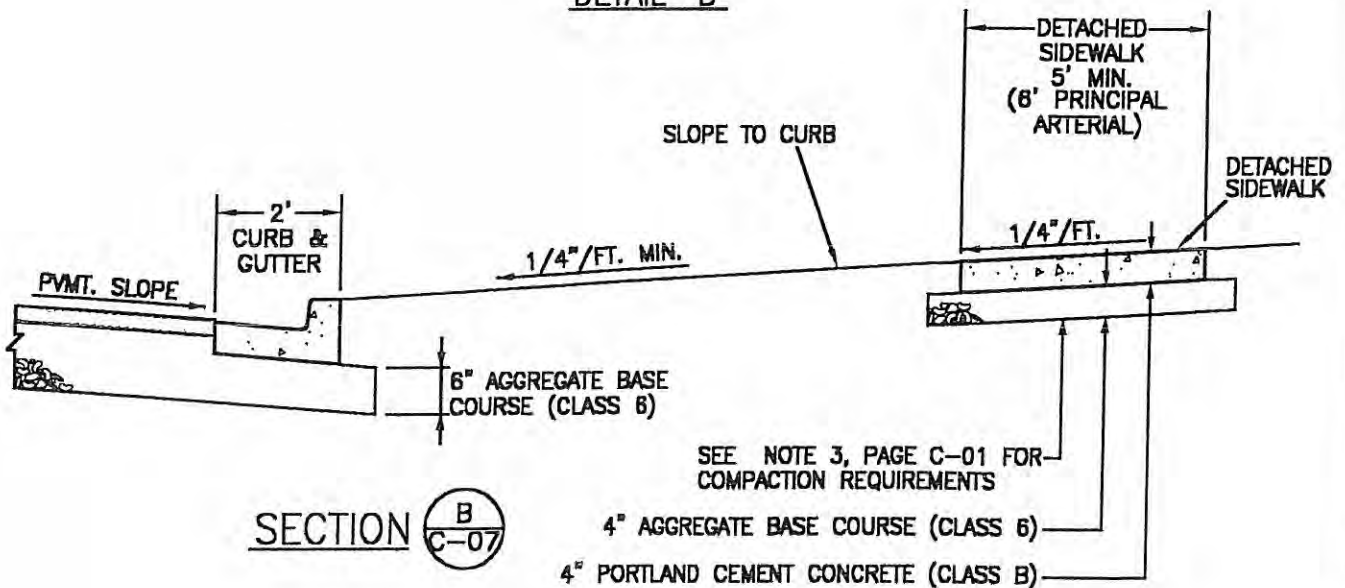 DETAIL B
DETACHED
SIDEWALK
5' MIN.
(6' PRINCIPAL
ARTERIAL)
SLOPE TO CURB
DETACHED
SIDEWALK
2'
CURB &
GUTTER
1/4"/FT. MIN.
1/4"/FT.
PVMT. SLOPE
6" AGGREGATE BASE
COURSE (CLASS 6)
SEE NOTE 3, PAGE C-01 FOR
COMPACTION REQUIREMENTS
4" AGGREGATE BASE COURSE (CLASS 6)
4" PORTLAND CEMENT CONCRETE (CLASS B)
SECTION
B
C-07